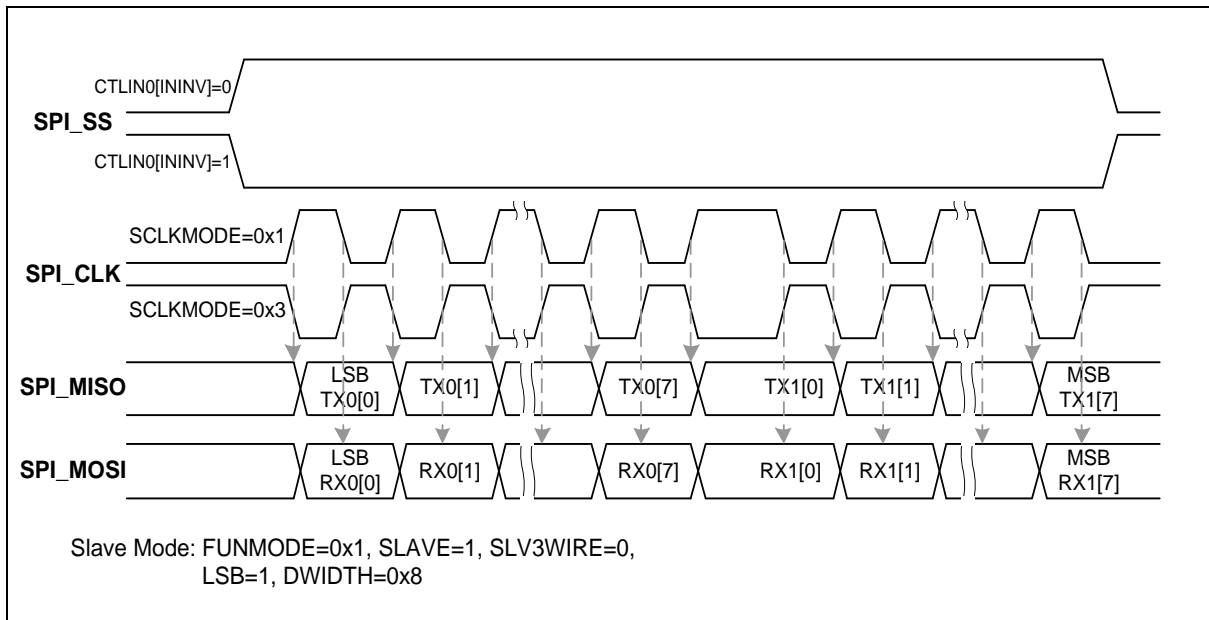 CTLIN0[ININV]=0
SPI_SS
CTLIN0[ININV]=1
SCLKMODE=0x1
SPI_CLK
SCLKMODE=0x3
SPI_MISO
LSB
TX0[0]
TX0[1]
TX0[7]
TX1[0]
TX1[1]
MSB
TX1[7]
SPI_MOSI
LSB
RX0[0]
RX0[1]
RX0[7]
RX1[0]
RX1[1]
MSB
RX1[7]
Slave Mode: FUNMODE=0x1, SLAVE=1, SLV3WIRE=0,
LSB=1, DWIDTH=0x8